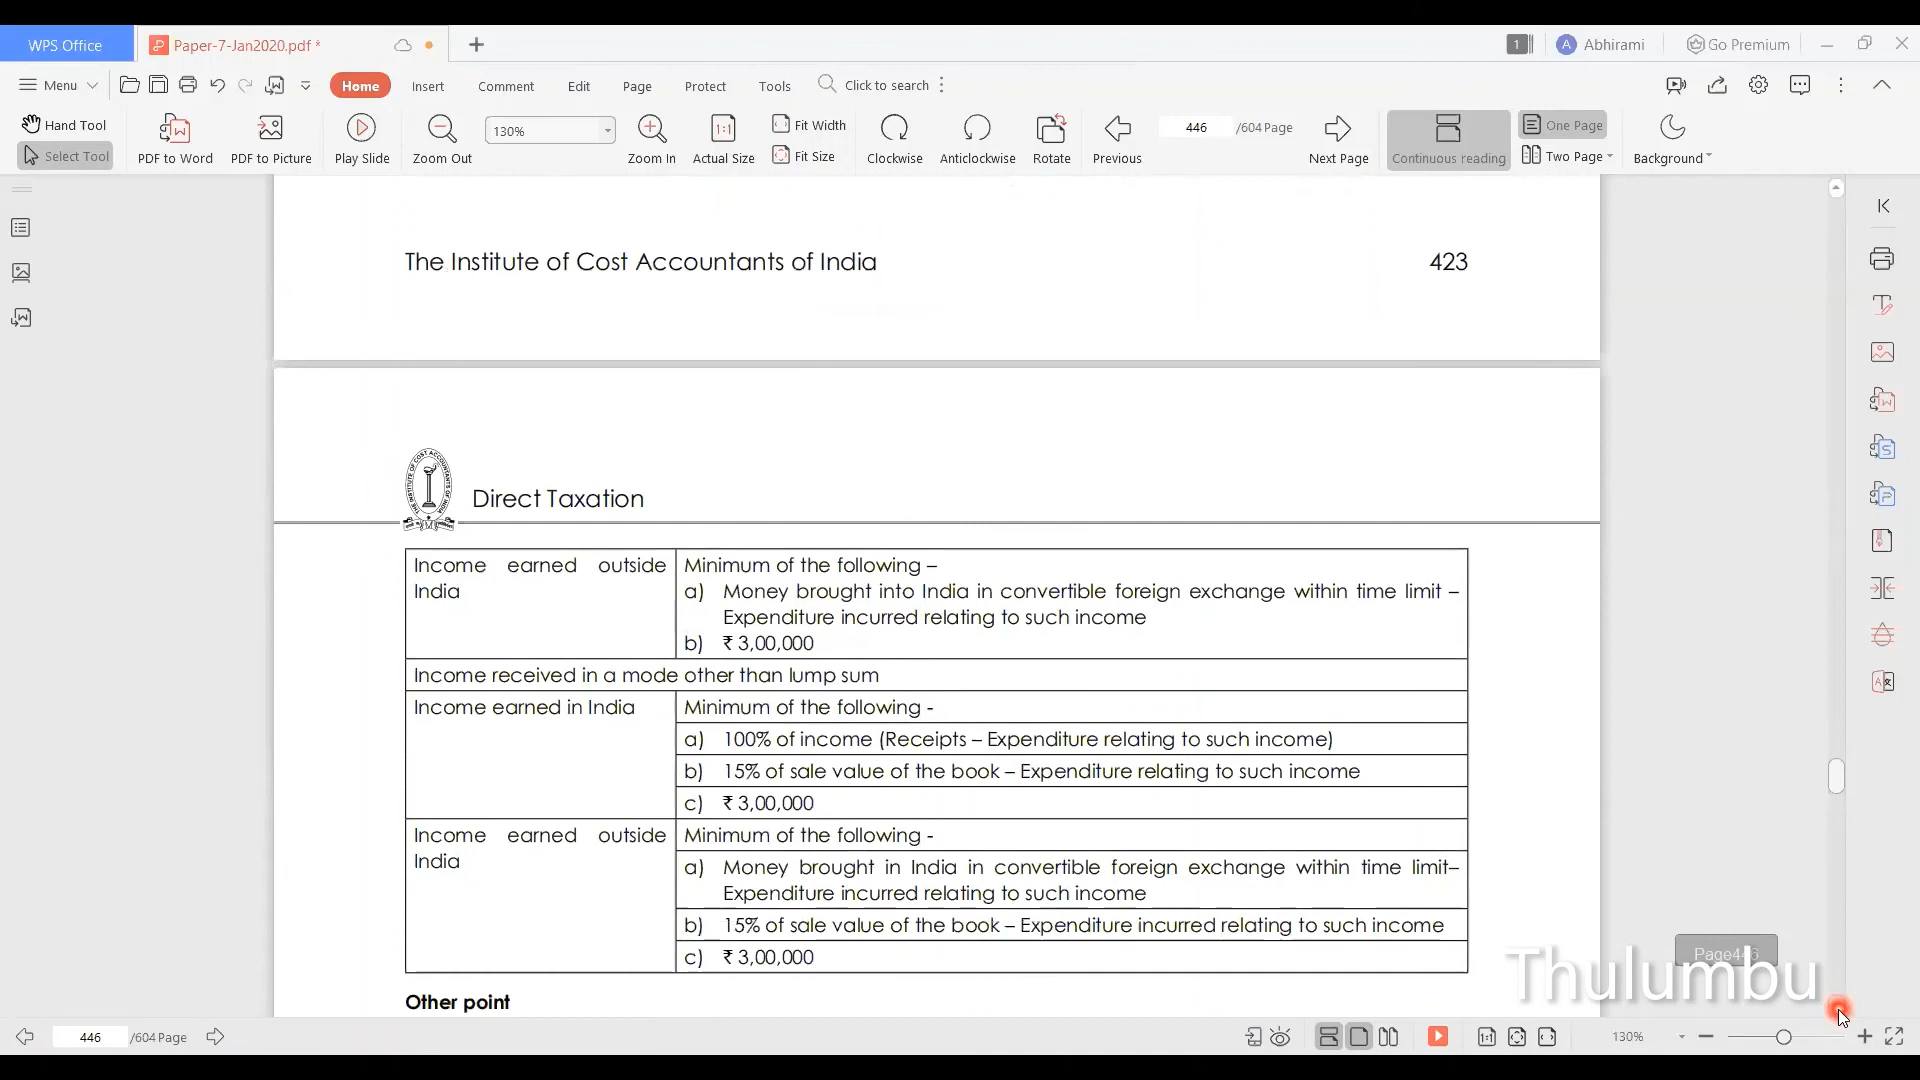 WPS Office
Paper-7-Jan2020.pdf *
1
A
Abhirami
Go Premium
Menu
Home
Insert
Comment
Edit
Page
Protect
Tools
Click to search
Hand Tool
Select Tool
PDF to Word
PDF to Picture
Play Slide
Zoom Out
130%
Zoom In
1:1
Actual Size
Fit Width
Fit Size
Clockwise
Anticlockwise
Rotate
Previous
446
/604 Page
Next Page
Continuous reading
One Page
Two Page
Background
The Institute of Cost Accountants of India 423
Direct Taxation
Income earned outside India
Minimum of the following –
a) Money brought into India in convertible foreign exchange within time limit –
Expenditure incurred relating to such income
b) ₹ 3,00,000
Income received in a mode other than lump sum
Income earned in India
Minimum of the following -
a) 100% of income (Receipts – Expenditure relating to such income)
b) 15% of sale value of the book – Expenditure relating to such income
c) ₹ 3,00,000
Income earned outside India
Minimum of the following -
a) Money brought in India in convertible foreign exchange within time limit–
Expenditure incurred relating to such income
b) 15% of sale value of the book – Expenditure incurred relating to such income
c) ₹ 3,00,000
Other point
Page446
Thulumbu
446
/604 Page
130%